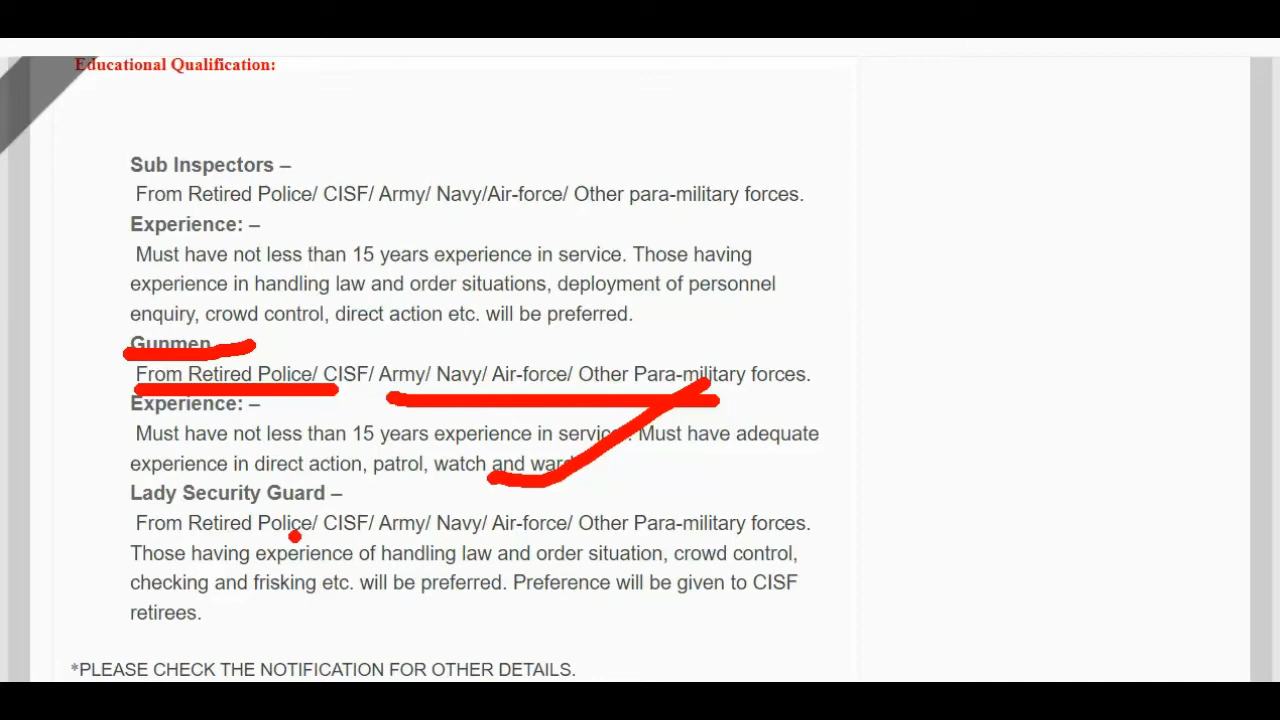 Educational Qualification:
Sub Inspectors –
From Retired Police/ CISF/ Army/ Navy/Air-force/ Other para-military forces.
Experience: –
Must have not less than 15 years experience in service. Those having
experience in handling law and order situations, deployment of personnel
enquiry, crowd control, direct action etc. will be preferred.
Gunmen
From Retired Police/ CISF/ Army/ Navy/ Air-force/ Other Para-military forces.
Experience: –
Must have not less than 15 years experience in service. Must have adequate
experience in direct action, patrol, watch and ward
Lady Security Guard –
From Retired Police/ CISF/ Army/ Navy/ Air-force/ Other Para-military forces.
Those having experience of handling law and order situation, crowd control,
checking and frisking etc. will be preferred. Preference will be given to CISF
retirees.
*PLEASE CHECK THE NOTIFICATION FOR OTHER DETAILS.